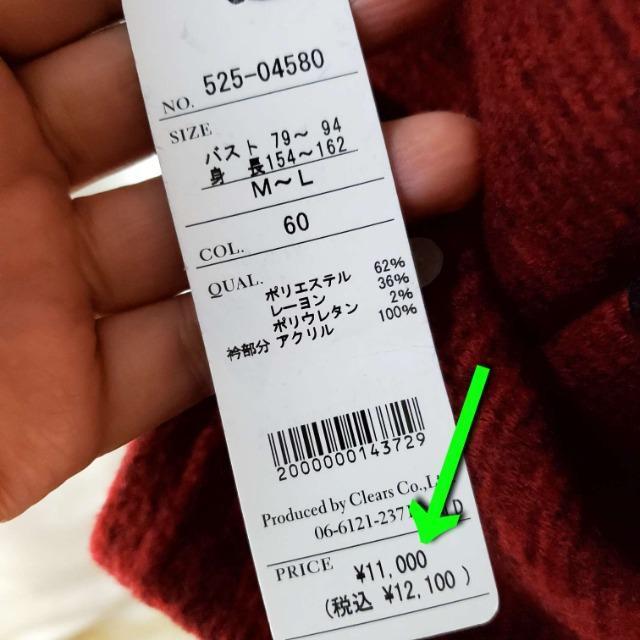 NO. 525-04580
SIZE
バスト 79～ 94
身 長154～162
M～L
COL. 60
QUAL. ポリエステル 62%
レーヨン 36%
ポリウレタン 2%
衿部分 アクリル 100%
2000000143729
Produced by Clears Co.,
06-6121-237 D
PRICE ¥11,000
(税込 ¥12,100 )